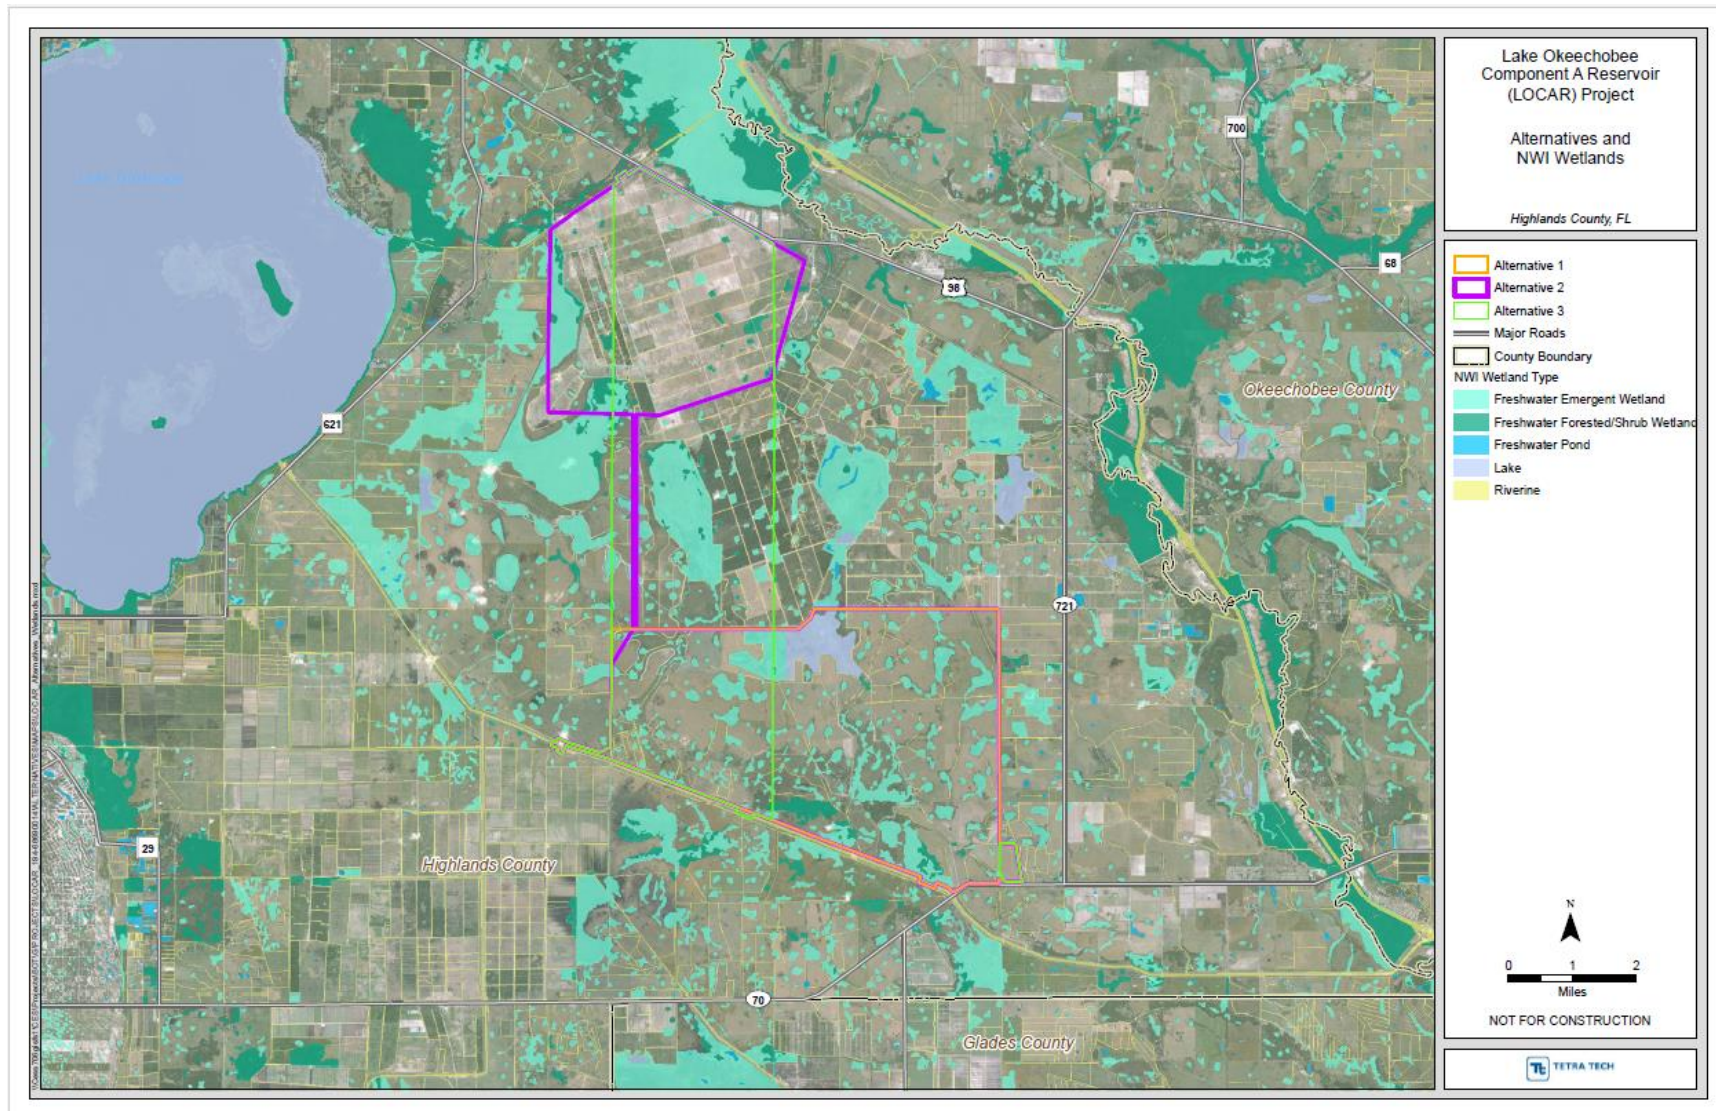 Lake Okeechobee
Component A Reservoir
(LOCAR) Project
Alternatives and
NWI Wetlands
Highlands County, FL
Alternative 1
Alternative 2
Alternative 3
Major Roads
County Boundary
NWI Wetland Type
Freshwater Emergent Wetland
Freshwater Forested/Shrub Wetland
Freshwater Pond
Lake
Riverine
N
0 1 2
Miles
NOT FOR CONSTRUCTION
Tt TETRA TECH
700
68
98
Okeechobee County
621
721
29
Highlands County
70
Glades County